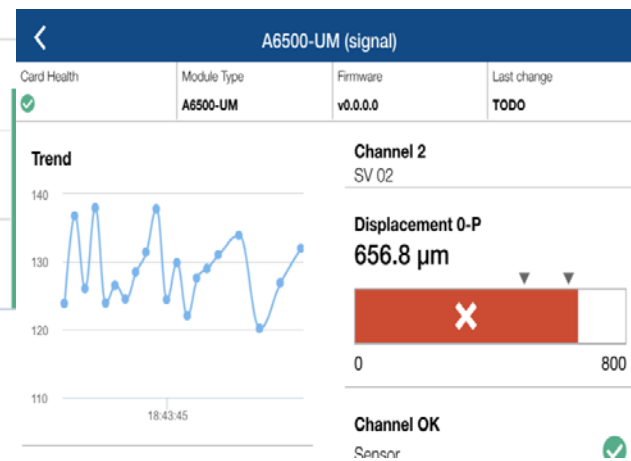 A6500-UM (signal)
Card Health
Module Type
Firmware
Last change
A6500-UM
v0.0.0.0
TODO
Trend
140
130
120
110
18:43:45
Channel 2
SV 02
Displacement 0-P
656.8 µm
0
800
Channel OK
Sensor